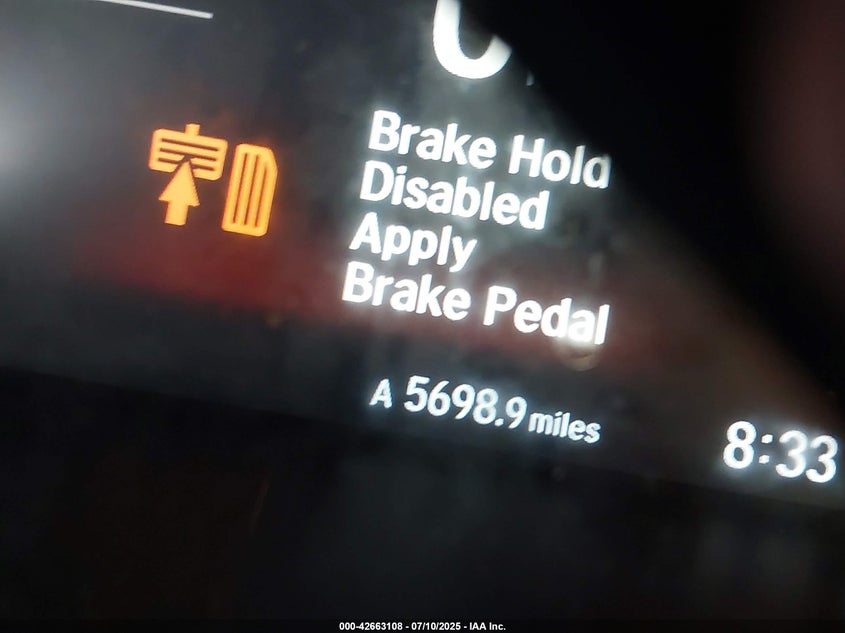 Brake Hold
Disabled
Apply
Brake Pedal
A 5698.9 miles
8:33
000-42663108 - 07/10/2025 - IAA Inc.